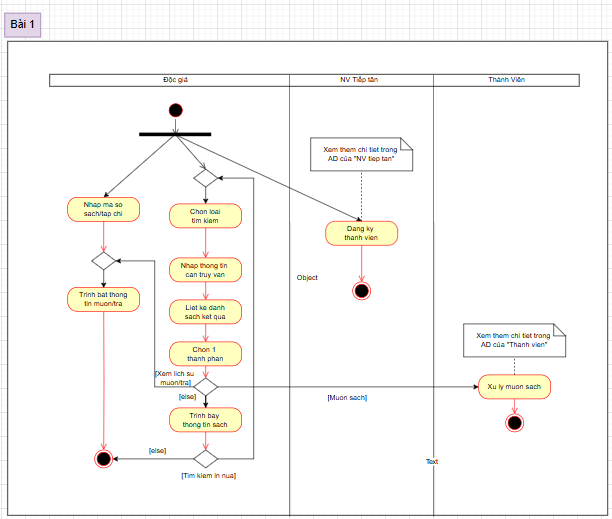 Bài 1
Độc giả
NV Tiếp tân
Thành Viên
Xem them chi tiet trong
AD của "NV tiep tan"
Nhap ma so
sach/tap chi
Chon loai
tim kiem
Dang ky
thanh vien
Nhap thong tin
can truy van
Object
Trinh bat thong
tin muon/tra
Liet ke danh
sach ket qua
Xem them chi tiet trong
AD của "Thanh vien"
Chon 1
thanh phan
[Xem lich su
muon/tra]
Xu ly muon sach
[else]
[Muon sach]
Trinh bay
thong tin sach
[else]
Text
[Tim kiem ln nua]